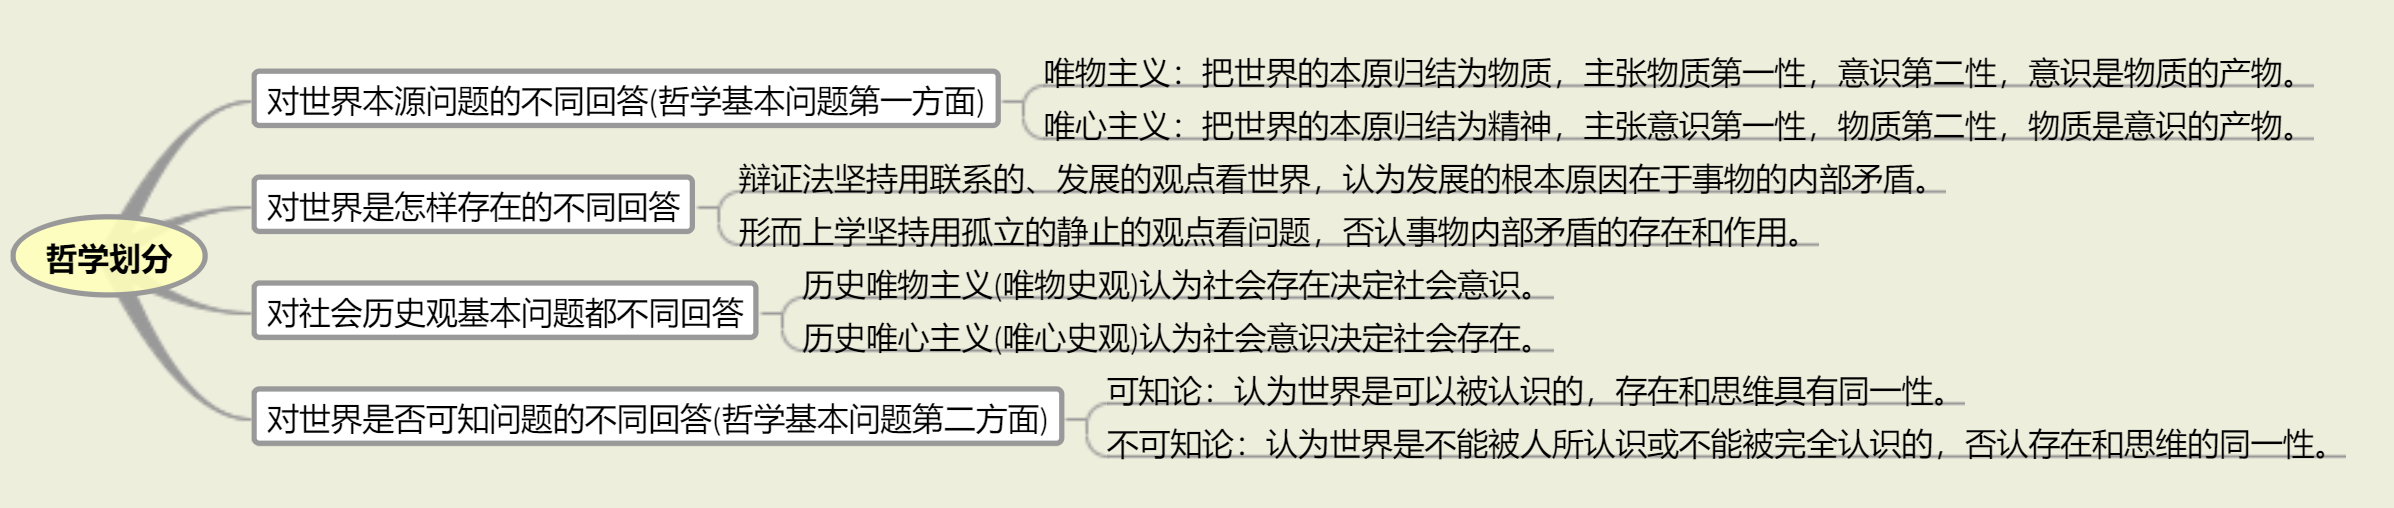 哲学划分
对世界本源问题的不同回答(哲学基本问题第一方面)
唯物主义：把世界的本原归结为物质，主张物质第一性，意识第二性，意识是物质的产物。
唯心主义：把世界的本原归结为精神，主张意识第一性，物质第二性，物质是意识的产物。
对世界是怎样存在的不同回答
辩证法坚持用联系的、发展的观点看世界，认为发展的根本原因在于事物的内部矛盾。
形而上学坚持用孤立的静止的观点看问题，否认事物内部矛盾的存在和作用。
对社会历史观基本问题都不同回答
历史唯物主义(唯物史观)认为社会存在决定社会意识。
历史唯心主义(唯心史观)认为社会意识决定社会存在。
对世界是否可知问题的不同回答(哲学基本问题第二方面)
可知论：认为世界是可以被认识的，存在和思维具有同一性。
不可知论：认为世界是不能被人所认识或不能被完全认识的，否认存在和思维的同一性。